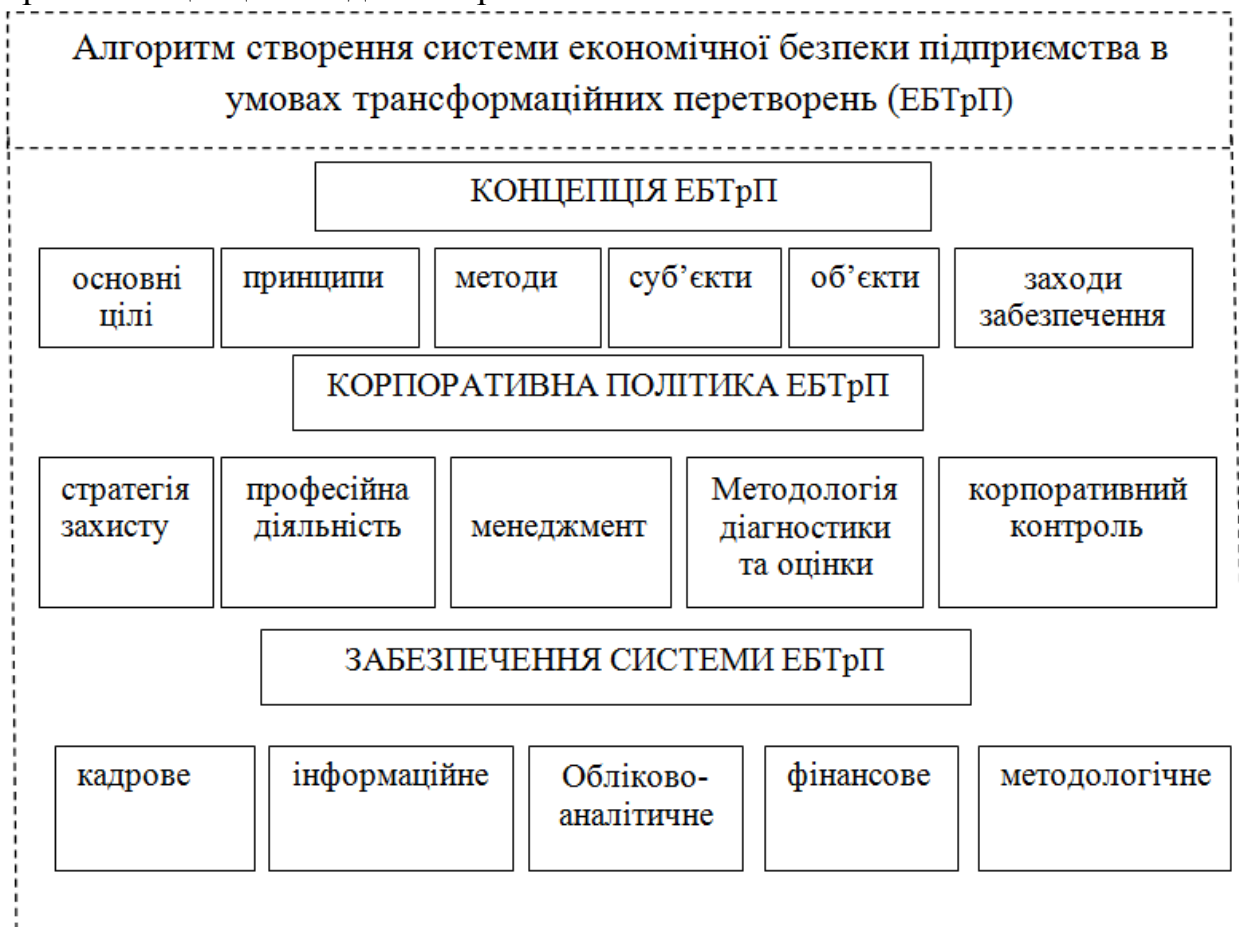 Алгоритм створення системи економічної безпеки підприємства в
умовах трансформаційних перетворень (ЕБТрП)
КОНЦЕПЦІЯ ЕБТрП
основні
цілі
принципи
методи
суб’єкти
об’єкти
заходи
забезпечення
КОРПОРАТИВНА ПОЛІТИКА ЕБТрП
стратегія
захисту
професійна
діяльність
менеджмент
Методологія
діагностики
та оцінки
корпоративний
контроль
ЗАБЕЗПЕЧЕННЯ СИСТЕМИ ЕБТрП
кадрове
інформаційне
Обліково-
аналітичне
фінансове
методологічне